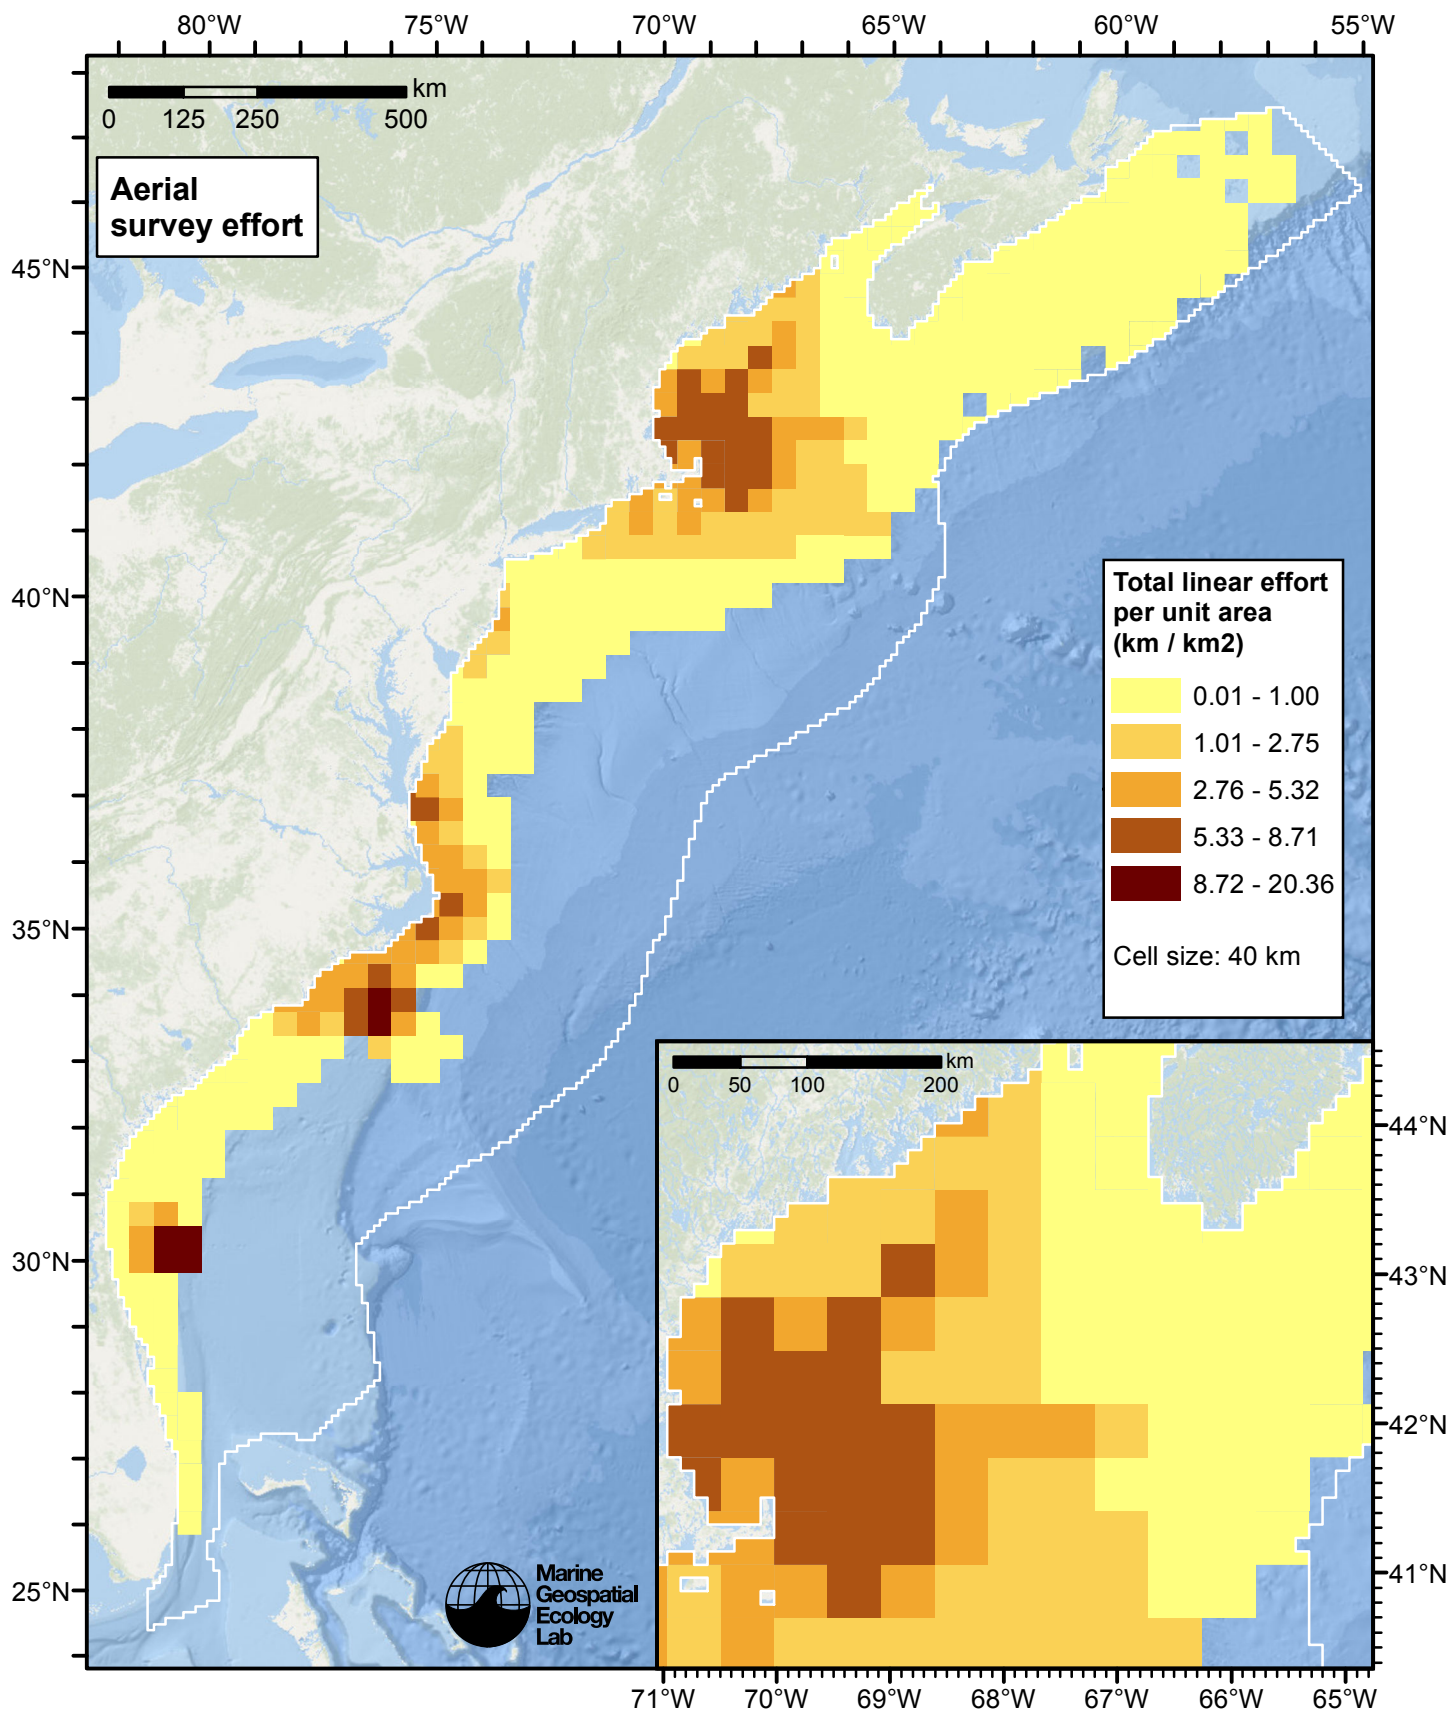 80°W 75°W 70°W 65°W 60°W 55°W
km
0 125 250 500
Aerial
survey effort
45°N
40°N
35°N
30°N
25°N
Total linear effort
per unit area
(km / km2)
0.01 - 1.00
1.01 - 2.75
2.76 - 5.32
5.33 - 8.71
8.72 - 20.36
Cell size: 40 km
km
0 50 100 200
44°N
43°N
42°N
41°N
Marine
Geospatial
Ecology
Lab
71°W 70°W 69°W 68°W 67°W 66°W 65°W